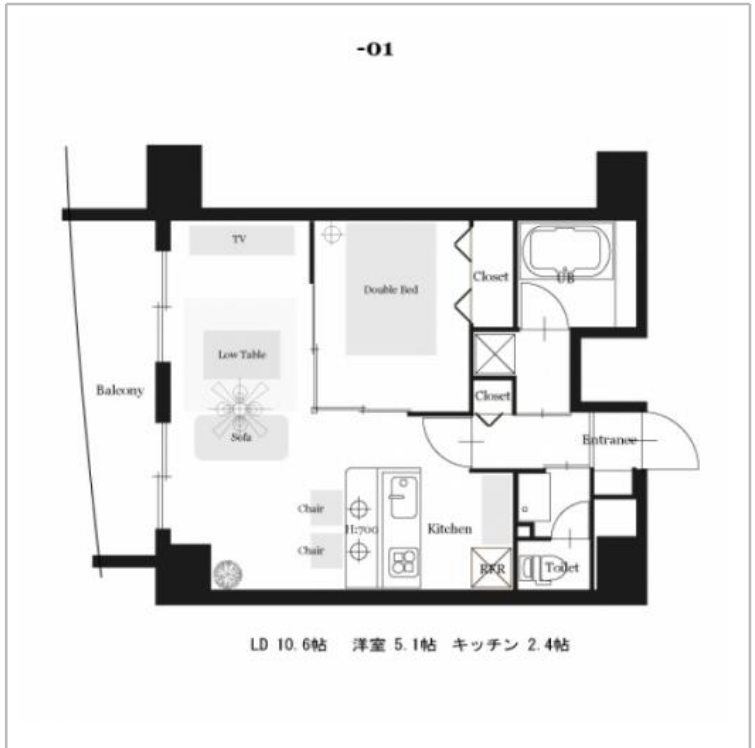 -01
TV
Double Bed
Closet
UB
Low Table
Balcony
Closet
Sofa
Entrance
Chair
H:700
Kitchen
Chair
REF
Toilet
LD 10.6帖 洋室 5.1帖 キッチン 2.4帖